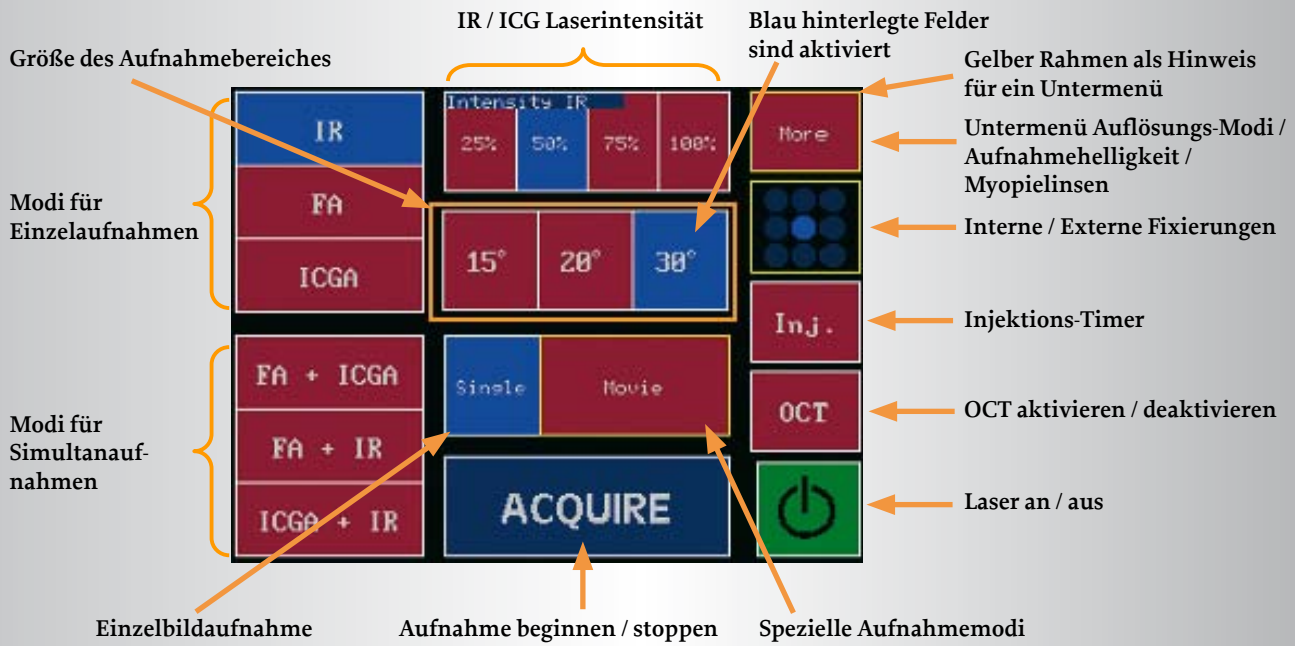 IR / ICG Laserintensität
Blau hinterlegte Felder
sind aktiviert
Größe des Aufnahmebereiches
Gelber Rahmen als Hinweis
für ein Untermenü
Untermenü Auflösungs-Modi /
Aufnahmehelligkeit /
Myopielinsen
Interne / Externe Fixierungen
Injektions-Timer
OCT aktivieren / deaktivieren
Laser an / aus
Modi für
Einzelaufnahmen
Modi für
Simultanauf-
nahmen
IR
FA
ICGA
FA + ICGA
FA + IR
ICGA + IR
Intensity IR
25% 50% 75% 100%
15° 20° 30°
Single Movie
ACQUIRE
More
Inj.
OCT
Einzelbildaufnahme
Aufnahme beginnen / stoppen
Spezielle Aufnahmemodi